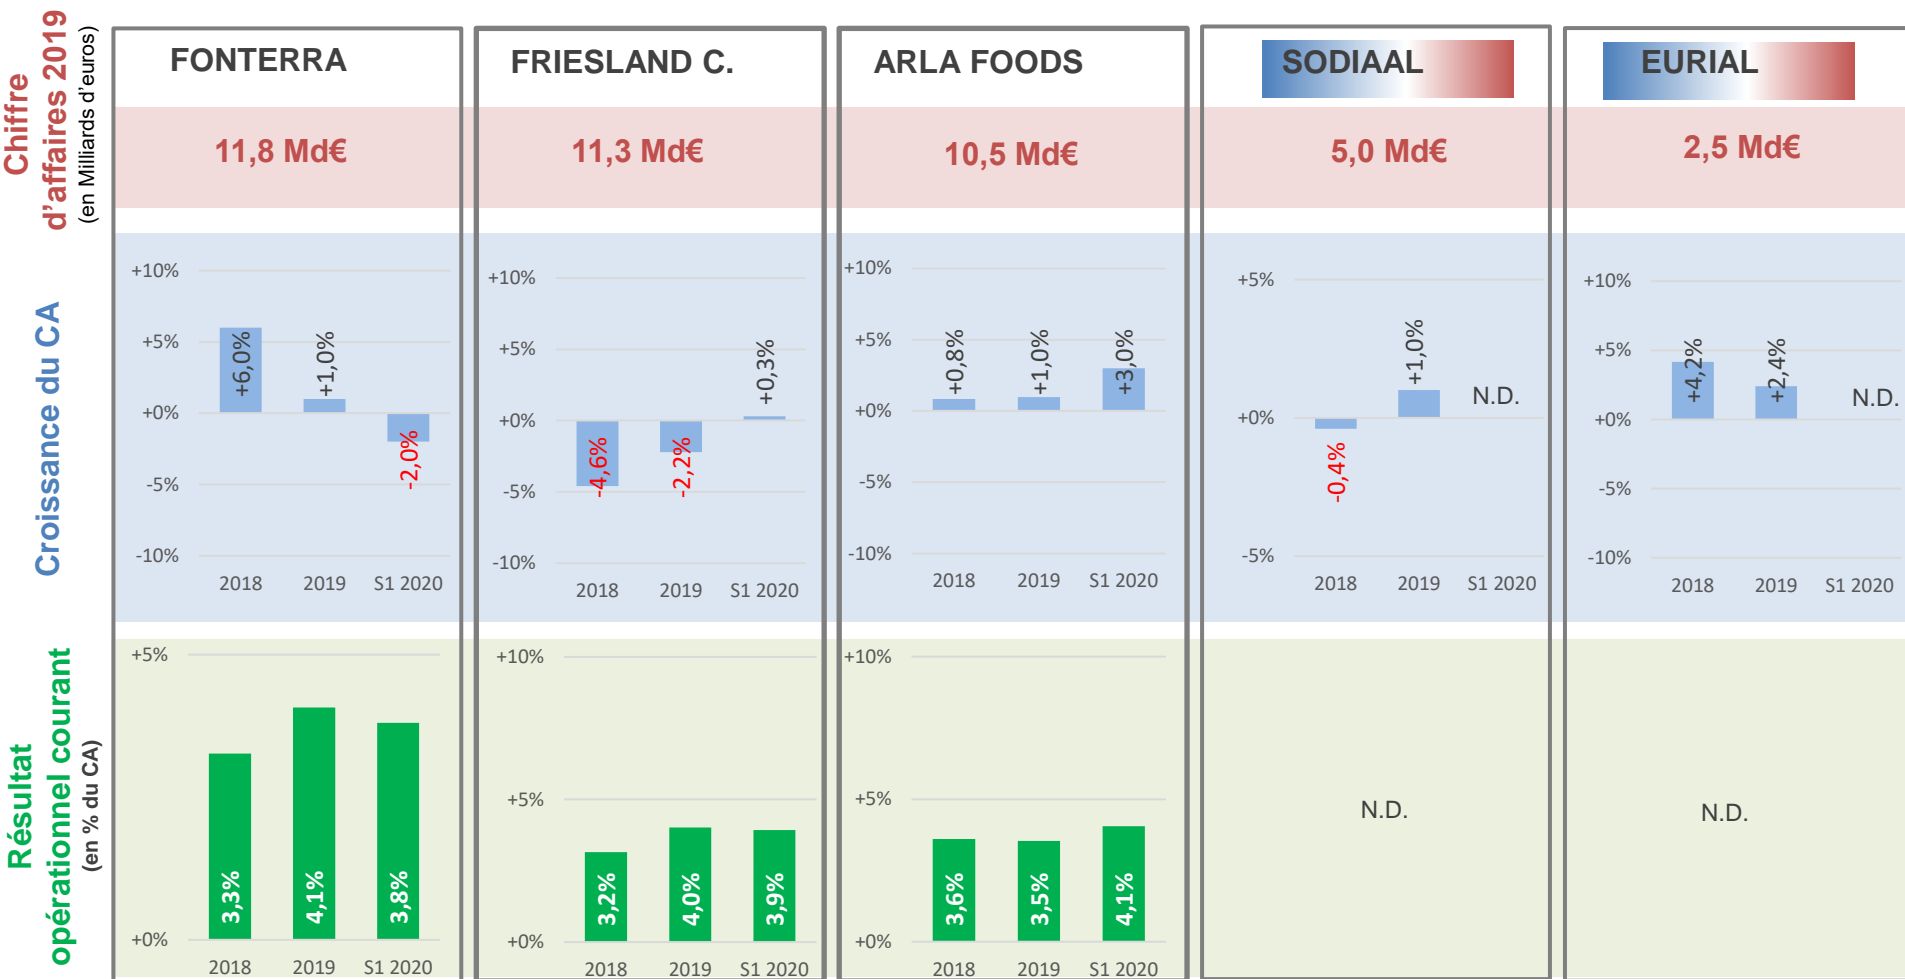 Chiffre
d'affaires 2019
(en Milliards d'euros)
FONTERRA
FRIESLAND C.
ARLA FOODS
SODIAAL
EURIAL
11,8 Md€
11,3 Md€
10,5 Md€
5,0 Md€
2,5 Md€
Croissance du CA
+10%
+5%
+0%
-5%
-10%
+6,0%
+1,0%
-2,0%
2018
2019
S1 2020
+10%
+5%
+0%
-5%
-10%
-4,6%
-2,2%
+0,3%
2018
2019
S1 2020
+10%
+5%
+0%
-5%
-10%
+0,8%
+1,0%
+3,0%
2018
2019
S1 2020
+5%
+0%
-5%
-0,4%
+1,0%
N.D.
2018
2019
S1 2020
+10%
+5%
+0%
-5%
-10%
+4,2%
+2,4%
N.D.
2018
2019
S1 2020
Résultat
opérationnel courant
(en % du CA)
+5%
+0%
3,3%
4,1%
3,8%
2018
2019
S1 2020
+10%
+5%
+0%
3,2%
4,0%
3,9%
2018
2019
S1 2020
+10%
+5%
+0%
3,6%
3,5%
4,1%
2018
2019
S1 2020
N.D.
N.D.